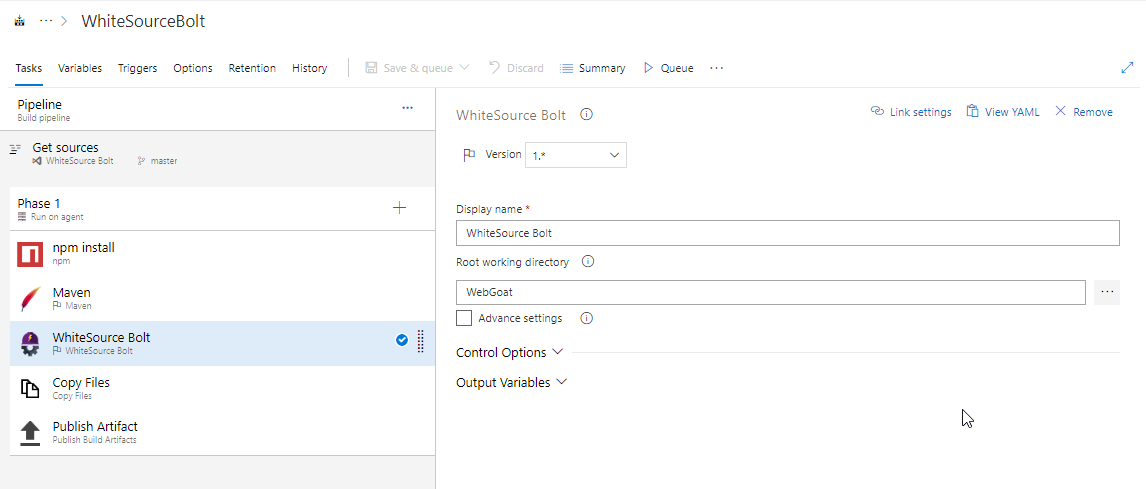 ··· > WhiteSourceBolt
Tasks Variables Triggers Options Retention History Save & queue Discard Summary Queue ···
Pipeline ···
Build pipeline
Get sources
WhiteSource Bolt master
Phase 1
Run on agent
npm install
npm
Maven
Maven
WhiteSource Bolt
WhiteSource Bolt
Copy Files
Copy Files
Publish Artifact
Publish Build Artifacts
WhiteSource Bolt Link settings View YAML Remove
Version 1.*
Display name *
WhiteSource Bolt
Root working directory
WebGoat ···
Advance settings
Control Options
Output Variables